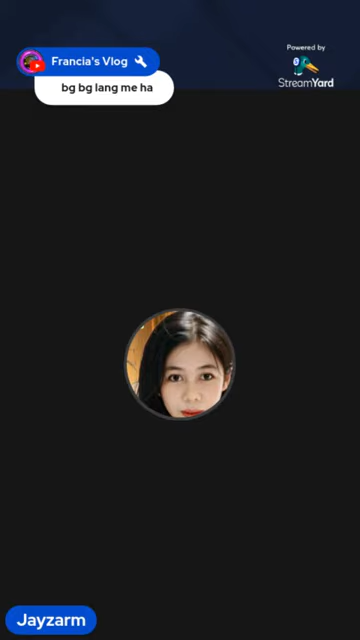 Powered by
Francia's Vlog
StreamYard
bg bg lang me ha
Jayzarm